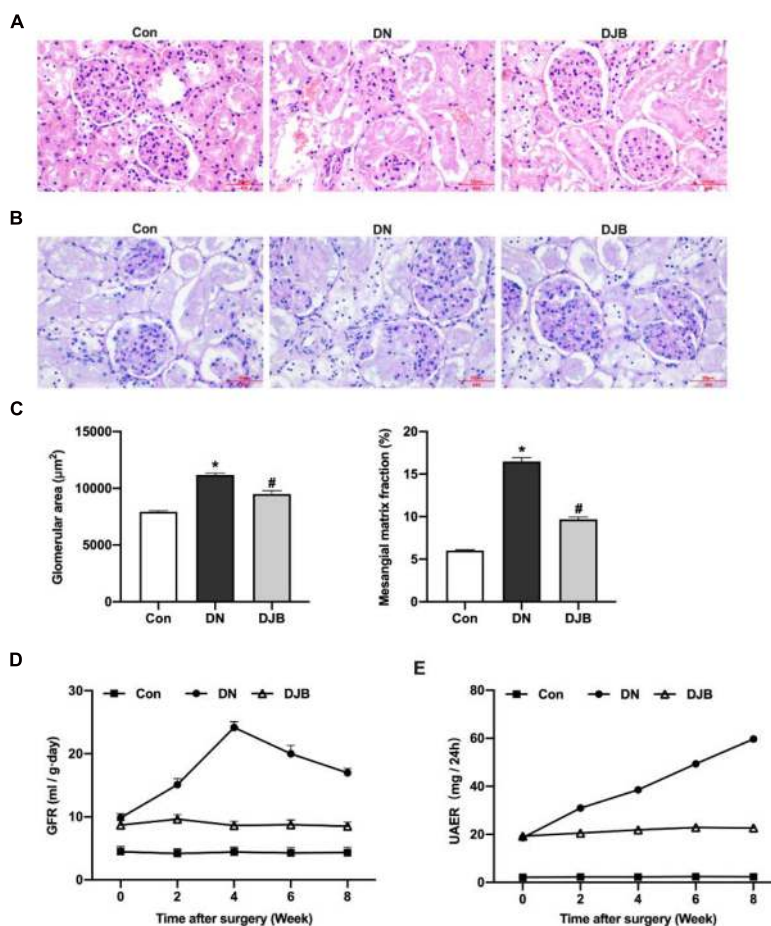 A
Con
DN
DJB
B
Con
DN
DJB
C
Glomerular area (μm²)
15000
10000
5000
0
*
#
Con
DN
DJB
Mesangial matrix fraction (%)
20
15
10
5
0
*
#
Con
DN
DJB
D
Con
DN
DJB
GFR (ml / g·day)
30
20
10
0
0
2
4
6
8
Time after surgery (Week)
E
Con
DN
DJB
UAER (mg / 24h)
80
60
40
20
0
0
2
4
6
8
Time after surgery (Week)